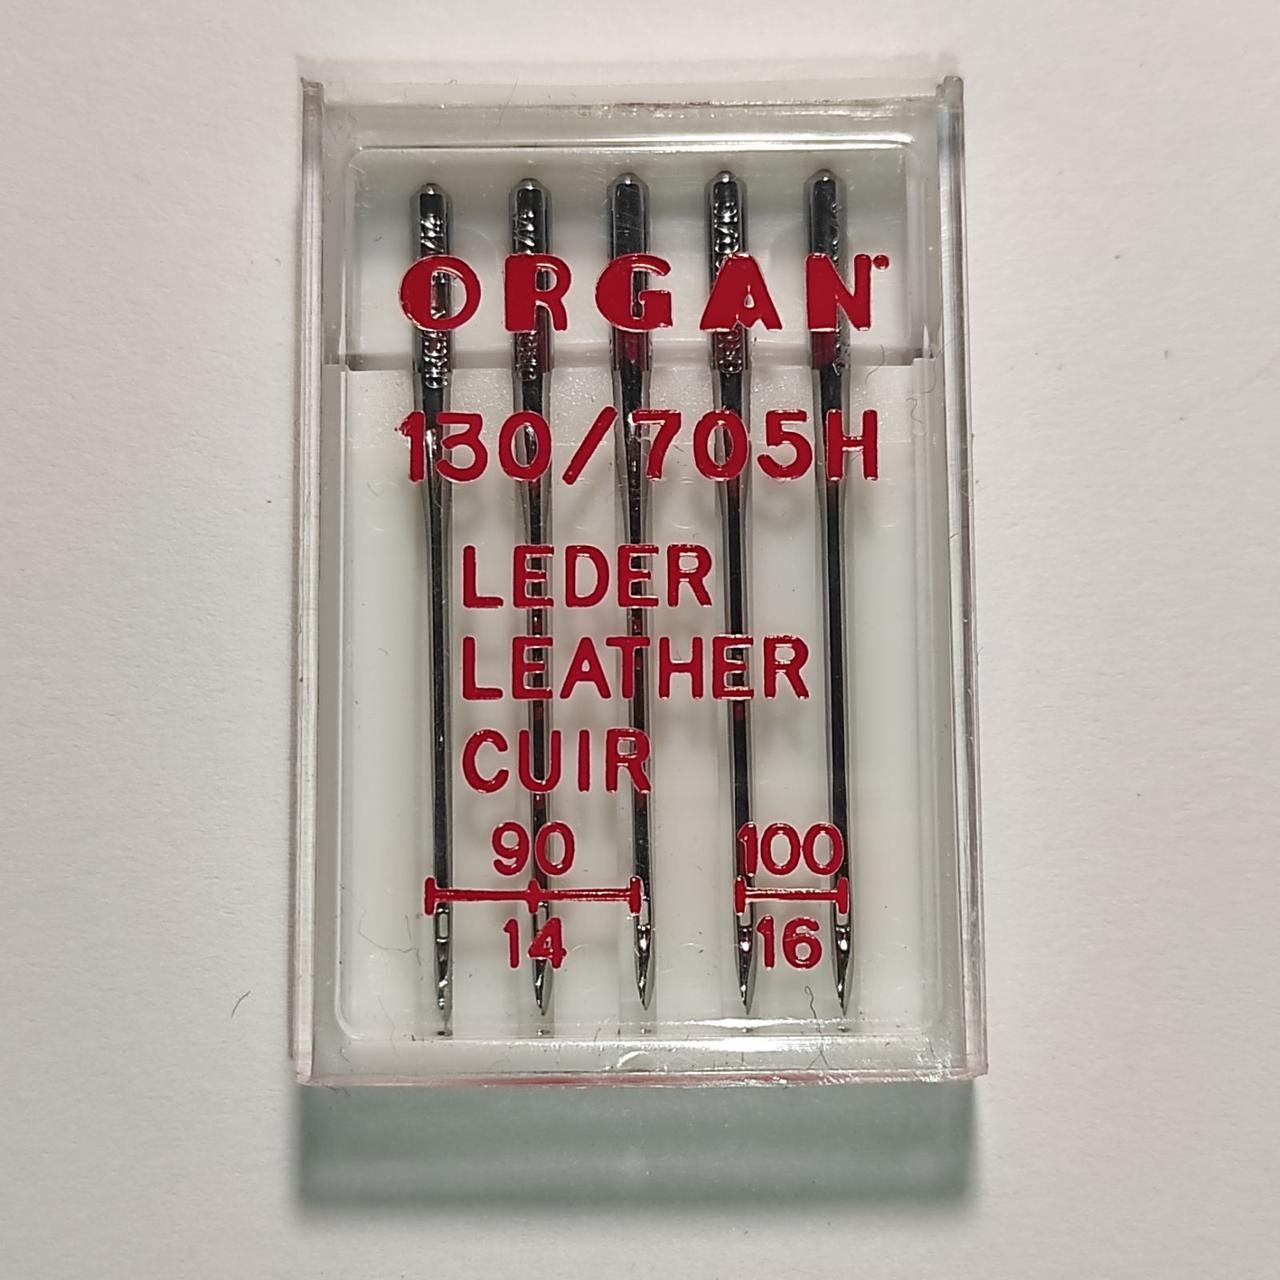 ORGAN
130/705H
LEDER
LEATHER
CUIR
90 100
14 16